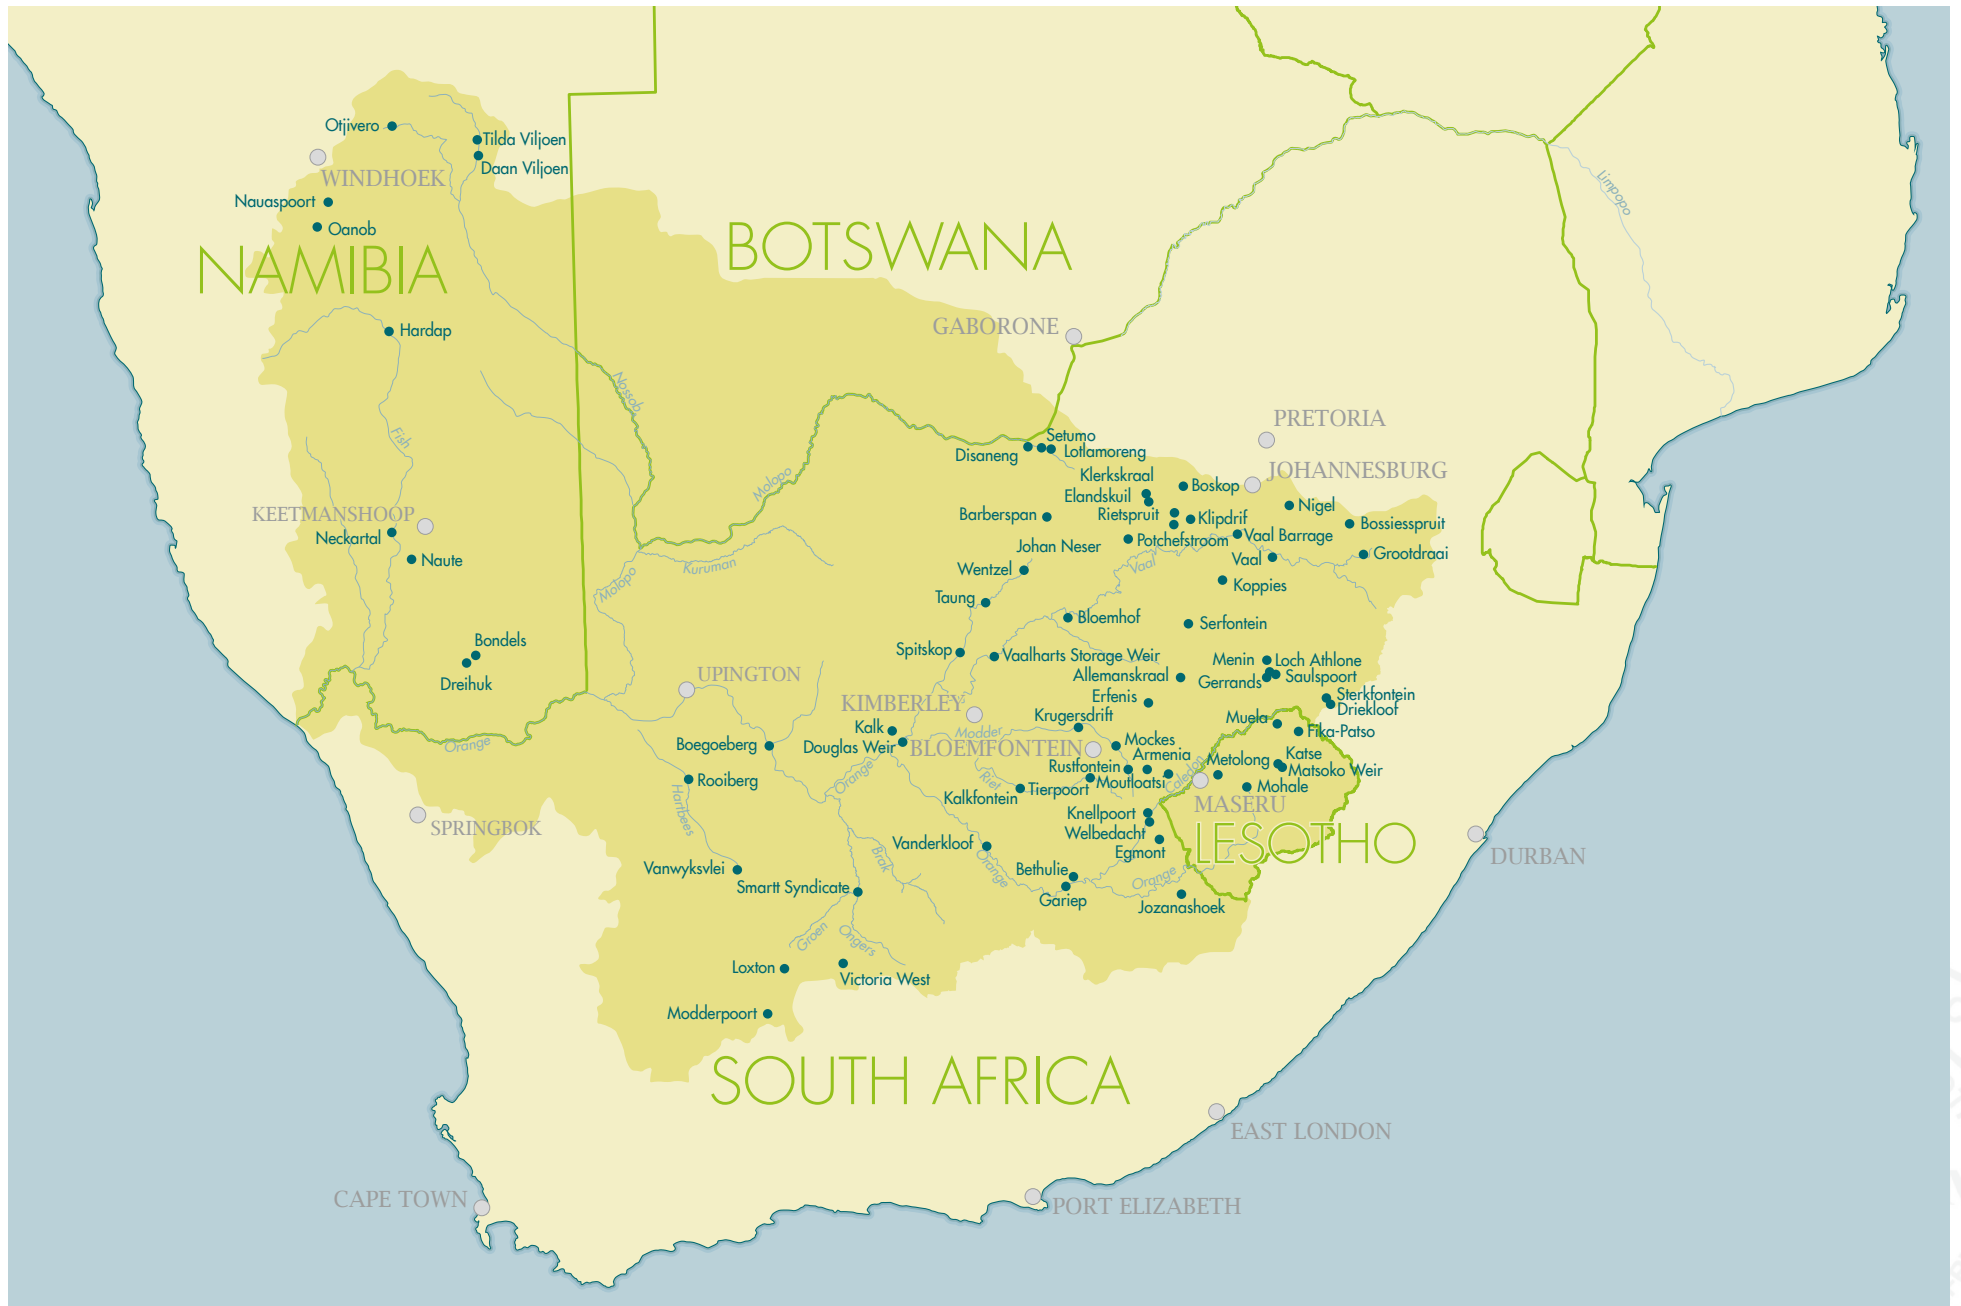 Otjivero
Tilda Viljoen
Daan Viljoen
WINDHOEK
Nauaspoort
Oanob
NAMIBIA
BOTSWANA
Limpopo
Hardap
GABORONE
Nossob
Fish
PRETORIA
Setumo
Disaneng
Lotlamoreng
JOHANNESBURG
Klerkskraal
Molopo
Boskop
Elandskuil
Nigel
KEETMANSHOOP
Barberspan
Rietspruit
Klipdrif
Bossiesspruit
Neckartal
Potchefstroom
Vaal Barrage
Johan Neser
Grootdraai
Naute
Kuruman
Vaal
Vaal
Wentzel
Molopo
Koppies
Taung
Bloemhof
Serfontein
Bondels
Spitskop
Vaalharts Storage Weir
Menin
Loch Athlone
Dreihuk
UPINGTON
Allemanskraal
Gerrands
Saulspoort
Erfenis
Sterkfontein
KIMBERLEY
Driekloof
Krugersdrift
Muela
Kalk
Modder
Fika-Patso
Orange
Boegoeberg
Douglas Weir
BLOEMFONTEIN
Mockes
Armenia
Katse
Metolong
Rustfontein
Matsoko Weir
Rooiberg
Orange
Riet
Moutloatsi
Caledon
Mohale
Tierpoort
Kalkfontein
MASERU
Hartbees
Knellpoort
SPRINGBOK
Welbedacht
LESOTHO
Vanderkloof
Egmont
DURBAN
Brak
Vanwyksvlei
Orange
Bethulie
Orange
Smartt Syndicate
Gariep
Jozanashoek
Groen
Ongers
Loxton
Victoria West
Modderpoort
SOUTH AFRICA
EAST LONDON
CAPE TOWN
PORT ELIZABETH